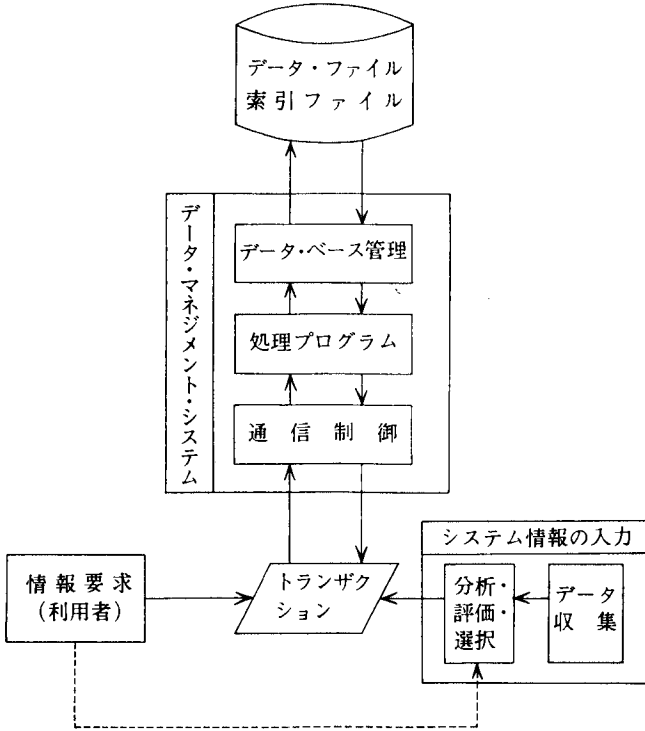 データ・ファイル
索引ファイル
データ・マネジメント・システム
データ・ベース管理
処理プログラム
通信制御
システム情報の入力
情報要求
(利用者)
トランザク
ション
分析・
評価・
選択
データ
収集